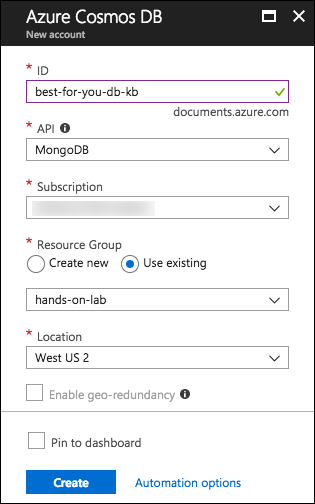 Azure Cosmos DB
New account
* ID
best-for-you-db-kb
documents.azure.com
* API
MongoDB
* Subscription
* Resource Group
Create new Use existing
hands-on-lab
* Location
West US 2
Enable geo-redundancy
Pin to dashboard
Create Automation options